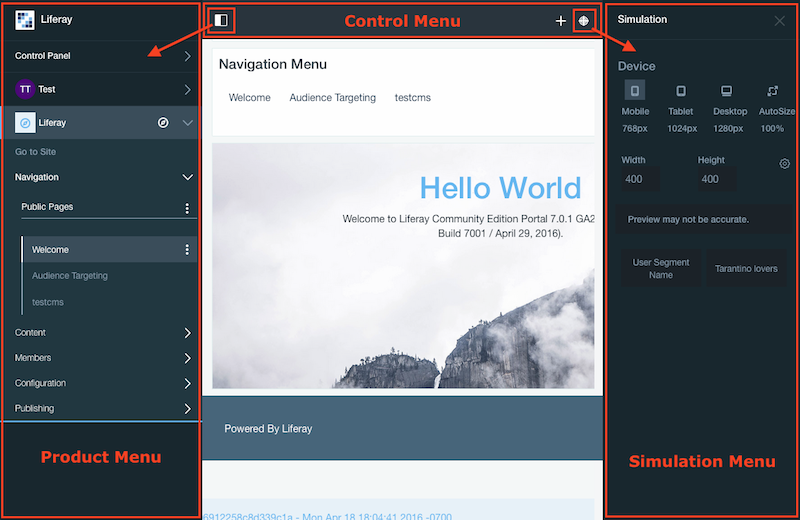 Liferay
Control Panel
TT Test
Liferay
Go to Site
Navigation
Public Pages
Welcome
Audience Targeting
testcms
Content
Members
Configuration
Publishing
Product Menu
Control Menu
Navigation Menu
Welcome Audience Targeting testcms
Hello World
Welcome to Liferay Community Edition Portal 7.0.1 GA2
Build 7001 / April 29, 2016).
Powered By Liferay
6912258c8d339c1a - Mon Apr 18 18:04:41 2016 -0700
Simulation
Device
Mobile Tablet Desktop AutoSize
768px 1024px 1280px 100%
Width Height
400 400
Preview may not be accurate.
User Segment Name
Tarantino lovers
Simulation Menu